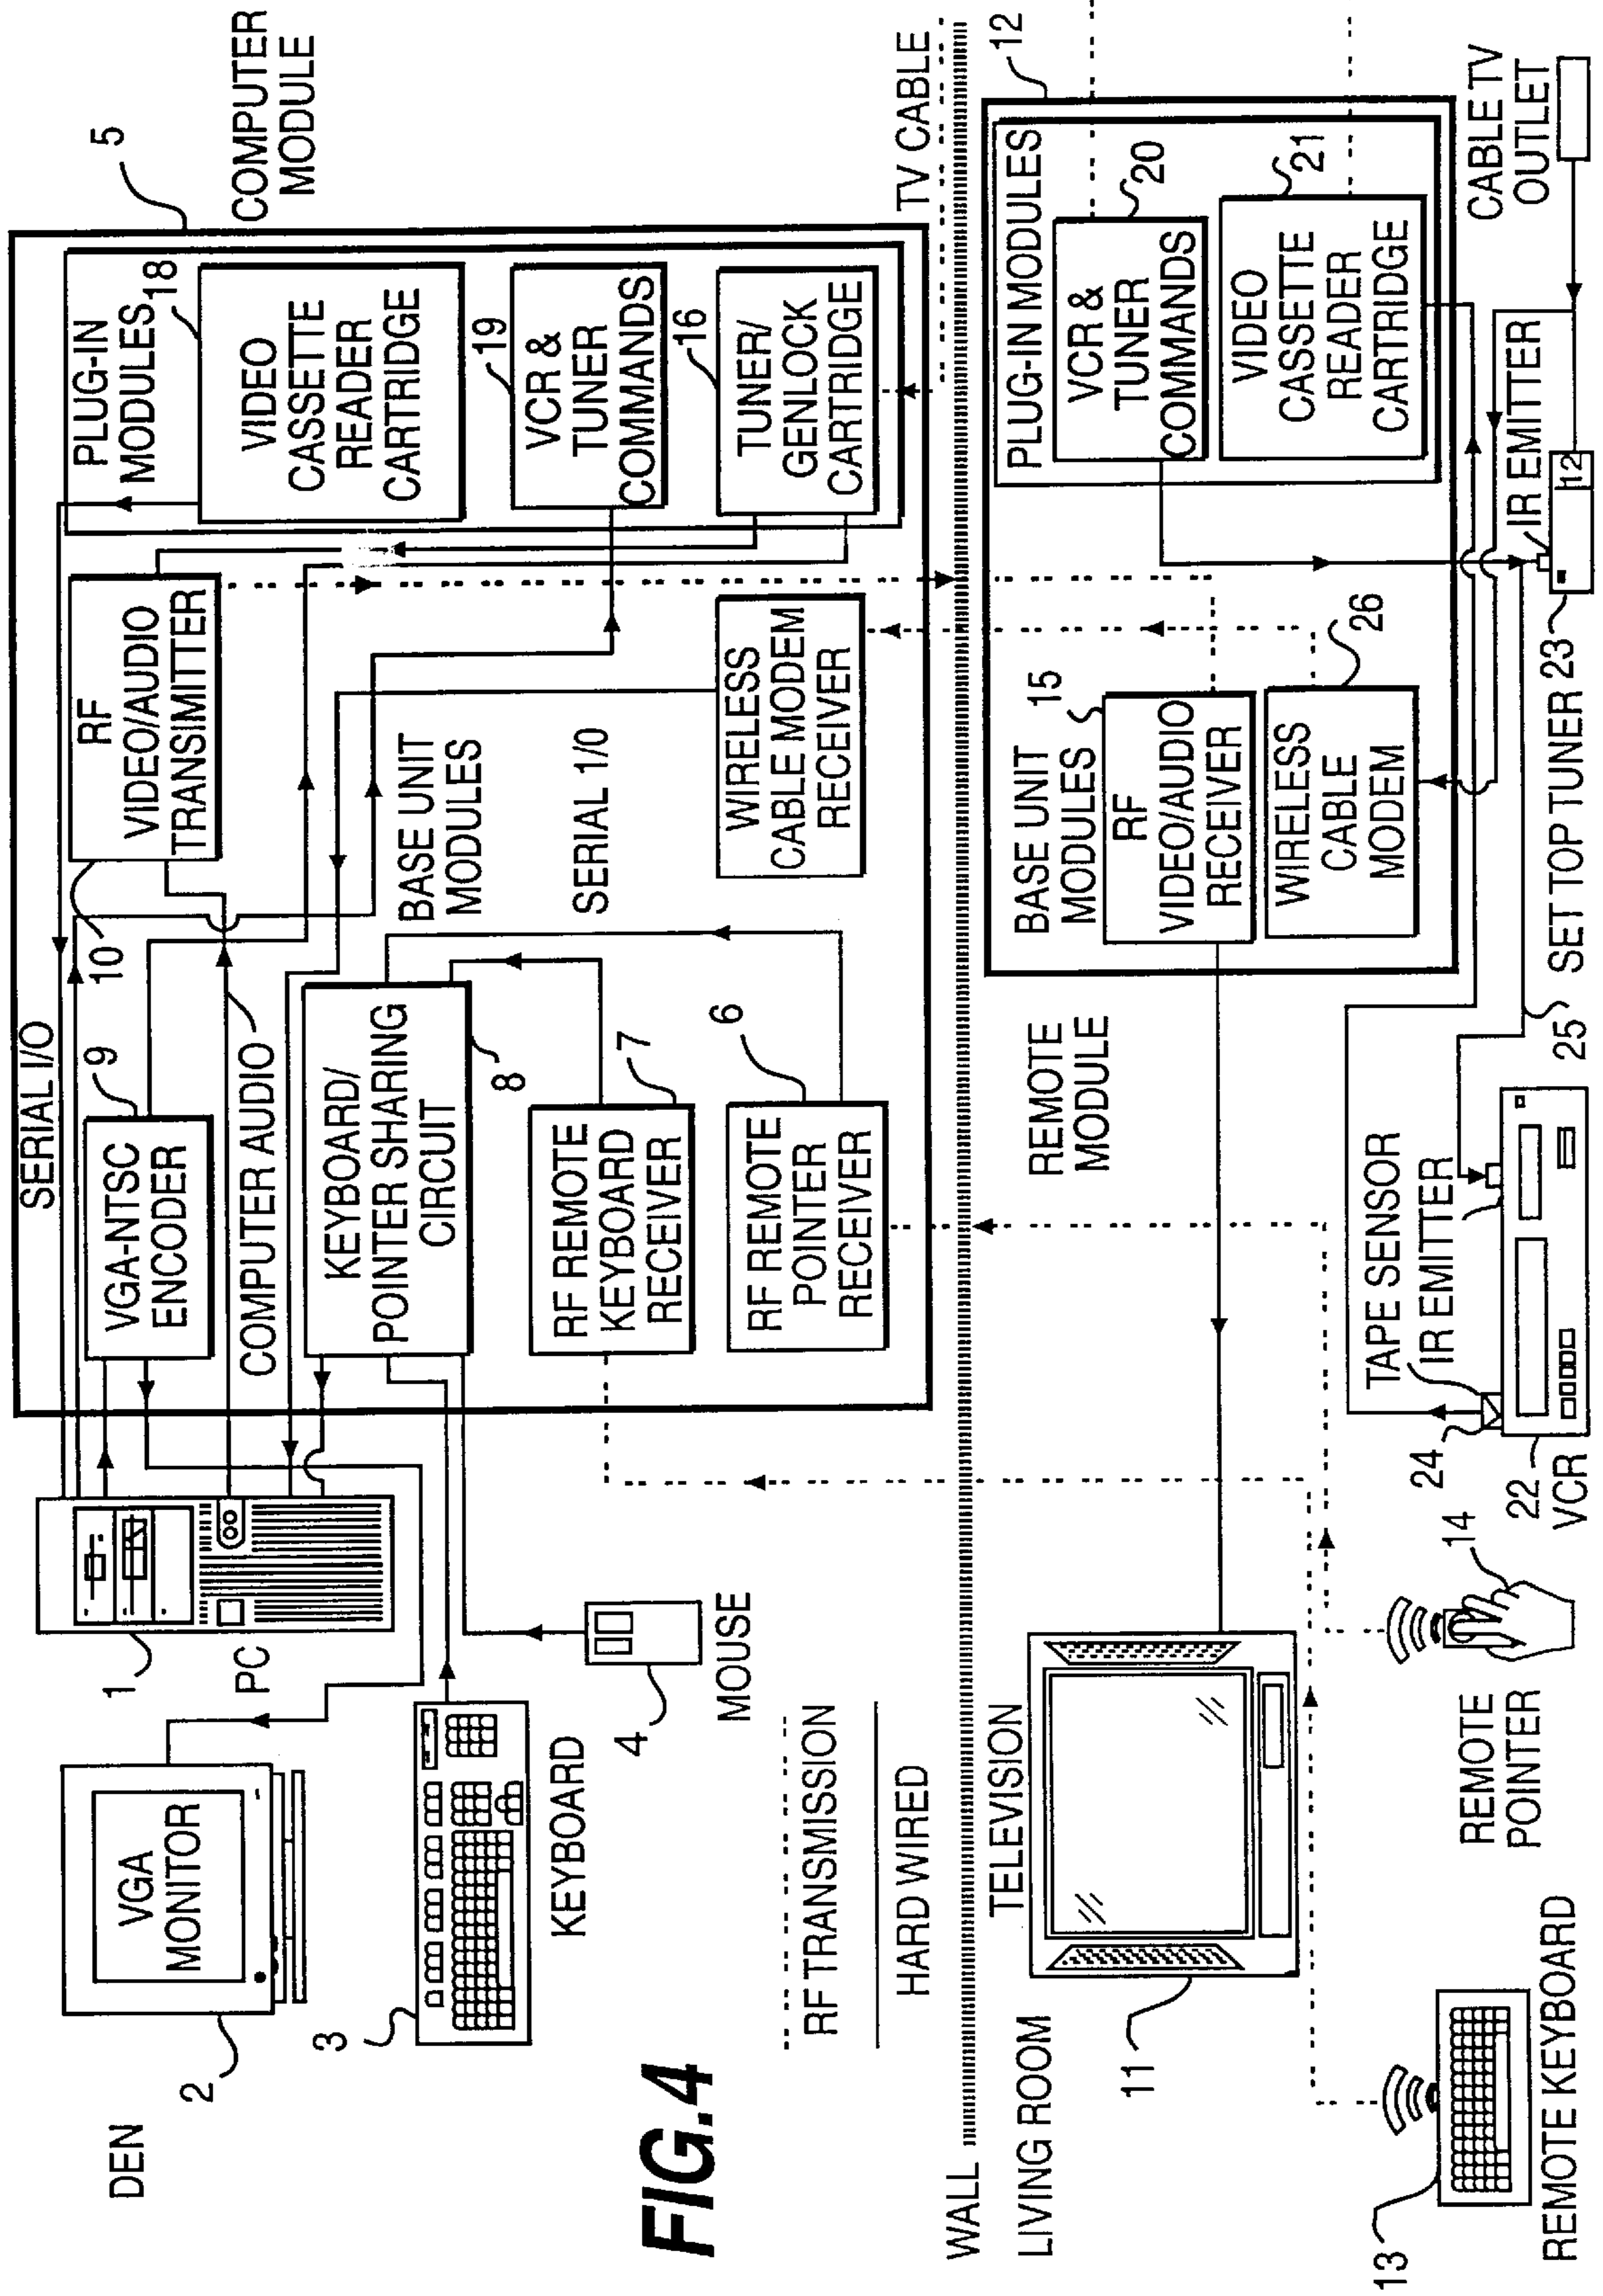 DEN
2
VGA
MONITOR
1
PC
3
KEYBOARD
4
MOUSE
RF TRANSMISSION
HARD WIRED
FIG.4
SERIAL I/O
9
VGA-NTSC
ENCODER
COMPUTER AUDIO
10
RF
VIDEO/AUDIO
TRANSIMITTER
KEYBOARD/
POINTER SHARING
CIRCUIT
8
BASE UNIT
MODULES
RF REMOTE
KEYBOARD
RECEIVER
7
SERIAL 1/0
RF REMOTE
POINTER
RECEIVER
6
WIRELESS
CABLE MODEM
RECEIVER
PLUG-IN
MODULES
18
VIDEO
CASSETTE
READER
CARTRIDGE
19
VCR &
TUNER
COMMANDS
16
TUNER/
GENLOCK
CARTRIDGE
5
COMPUTER
MODULE
TV CABLE
WALL
LIVING ROOM
TELEVISION
11
REMOTE
MODULE
BASE UNIT
MODULES
15
RF
VIDEO/AUDIO
RECEIVER
WIRELESS
CABLE
MODEM
26
PLUG-IN MODULES
VCR &
TUNER
COMMANDS
20
VIDEO
CASSETTE
READER
CARTRIDGE
21
12
13
REMOTE KEYBOARD
REMOTE
POINTER
14
TAPE SENSOR
IR EMITTER
24
22
VCR
25
SET TOP TUNER 23
IR EMITTER
12
CABLE TV
OUTLET